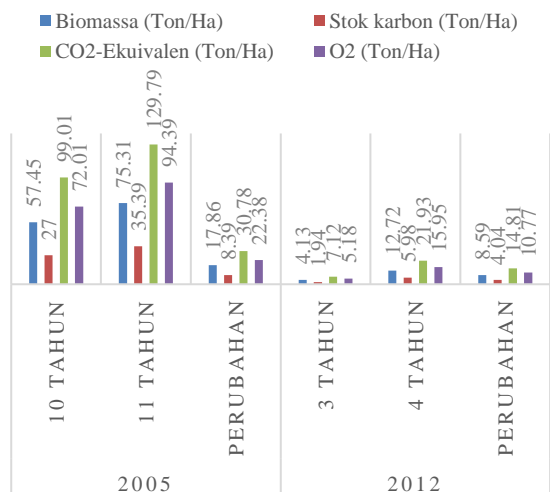 Biomassa (Ton/Ha) Stok karbon (Ton/Ha)
CO2-Ekuivalen (Ton/Ha) O2 (Ton/Ha)
57.45 27 99.01 72.01 75.31 35.39 129.79 94.39 17.86 8.39 30.78 22.38 4.13 1.94 7.12 5.18 12.72 5.98 21.93 15.95 8.59 4.04 14.81 10.77
10 TAHUN 11 TAHUN PERUBAHAN 3 TAHUN 4 TAHUN PERUBAHAN
2005 2012